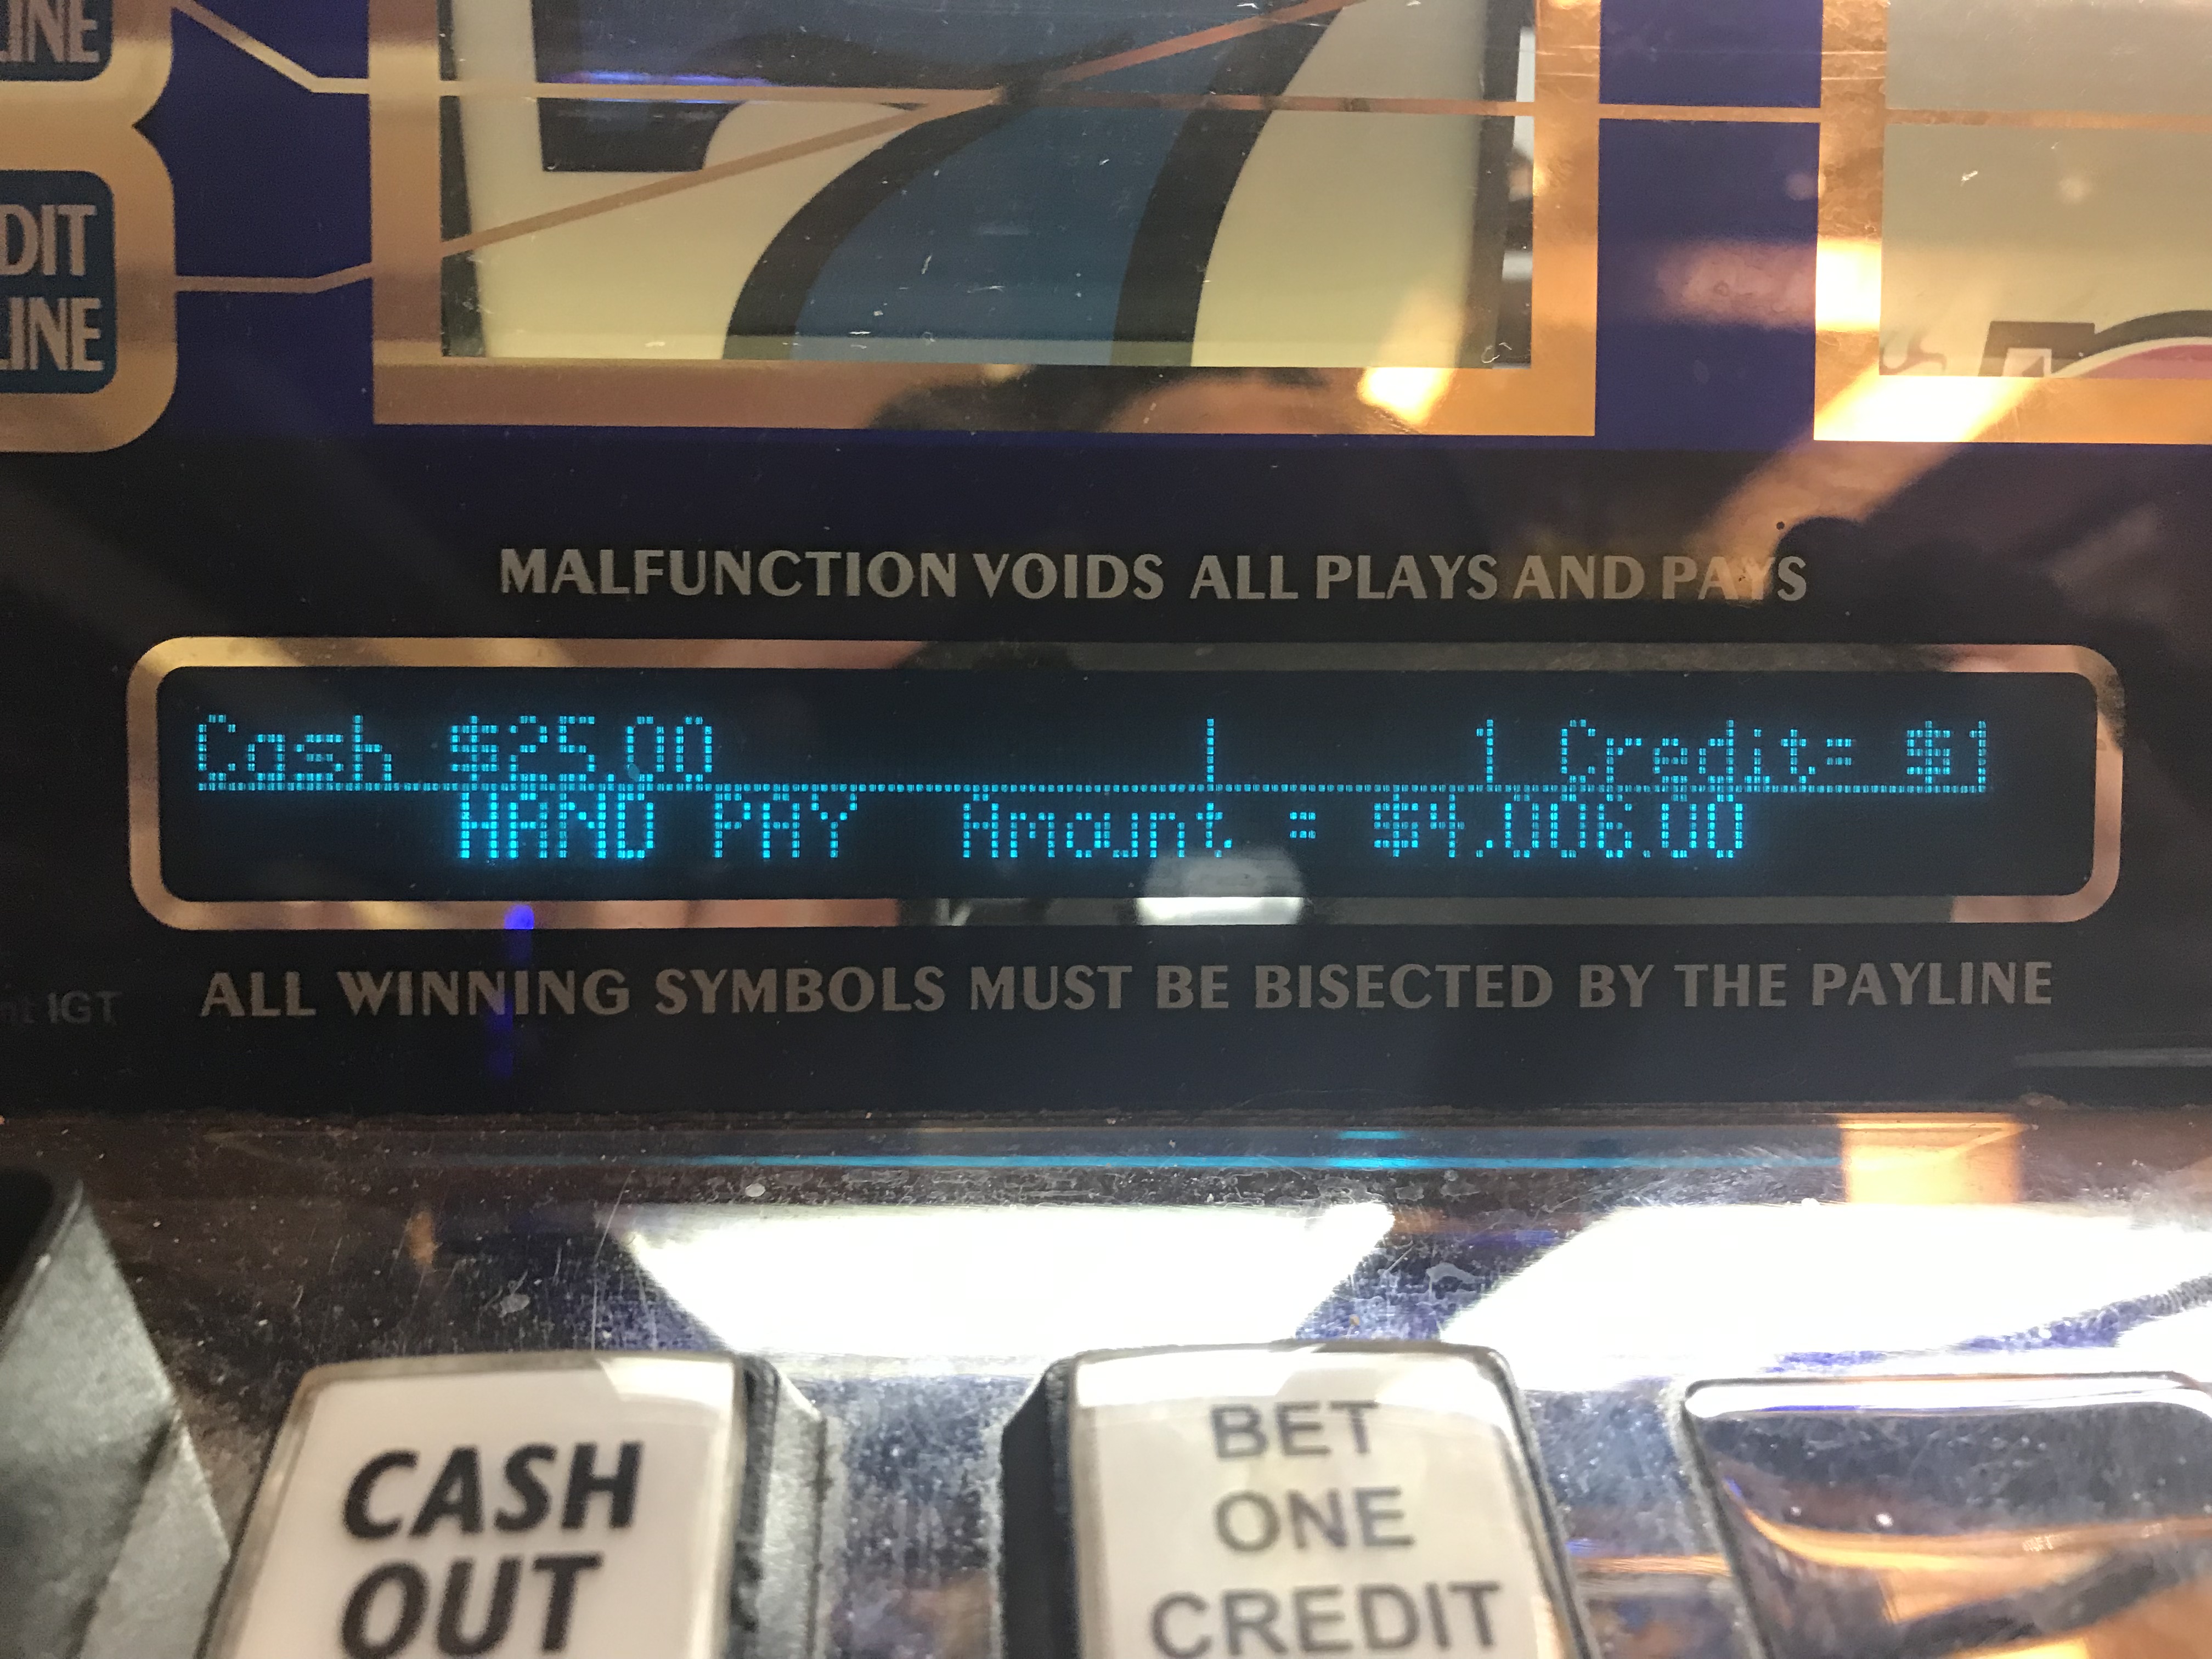 LINE
DIT
LINE
7
MALFUNCTION VOIDS ALL PLAYS AND PAYS
Cash $25.00 | 1 Credit= $1
HAND PAY Amount = $4,006.00
IGT
ALL WINNING SYMBOLS MUST BE BISECTED BY THE PAYLINE
CASH
OUT
BET
ONE
CREDIT